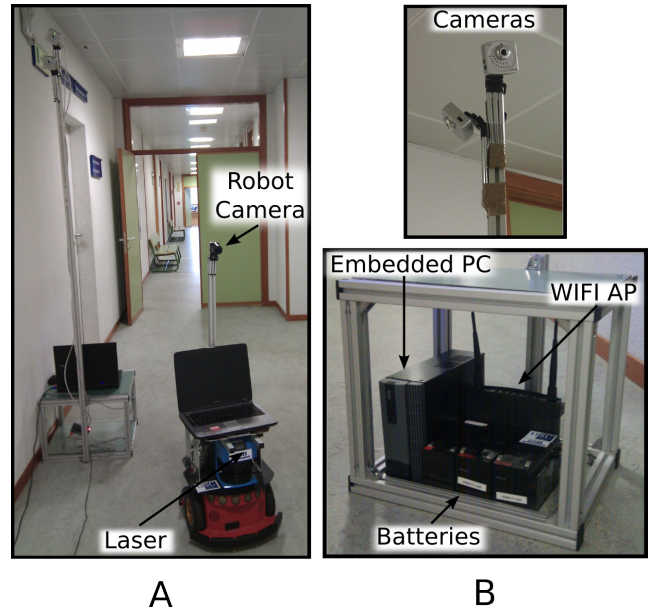 Robot
Camera
Laser
A
Cameras
Embedded PC
WIFI AP
Batteries
B